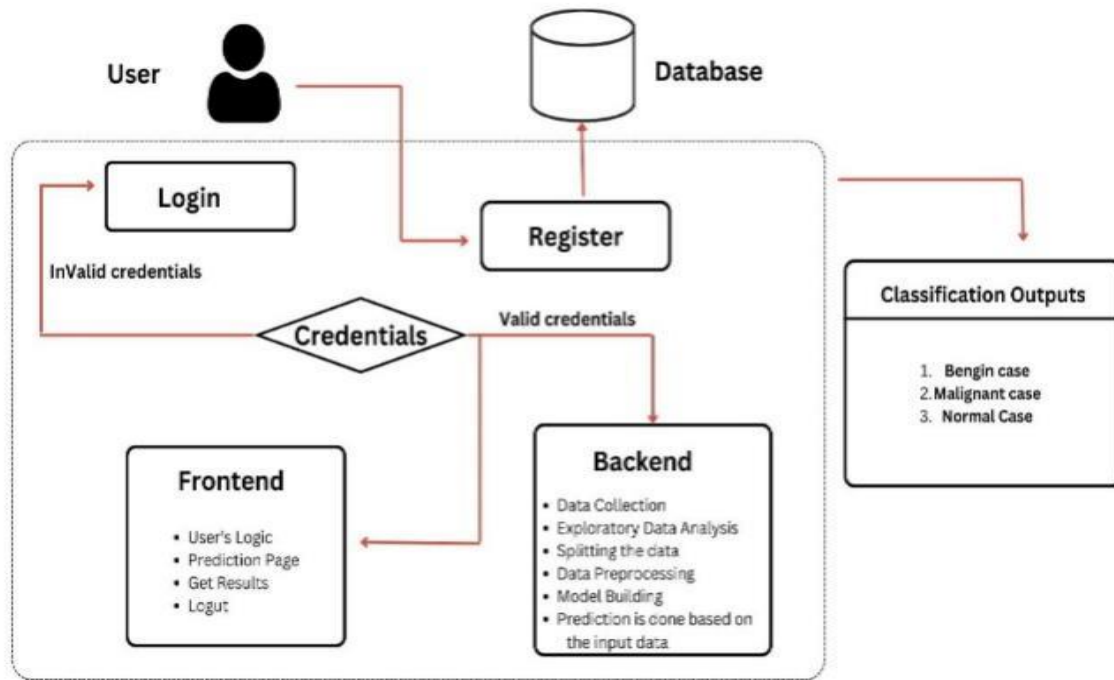 User
Database
Login
Register
InValid credentials
Credentials
Valid credentials
Classification Outputs
1. Bengin case
2. Malignant case
3. Normal Case
Frontend
• User's Logic
• Prediction Page
• Get Results
• Logut
Backend
• Data Collection
• Exploratory Data Analysis
• Splitting the data
• Data Preprocessing
• Model Building
• Prediction is done based on
the input data